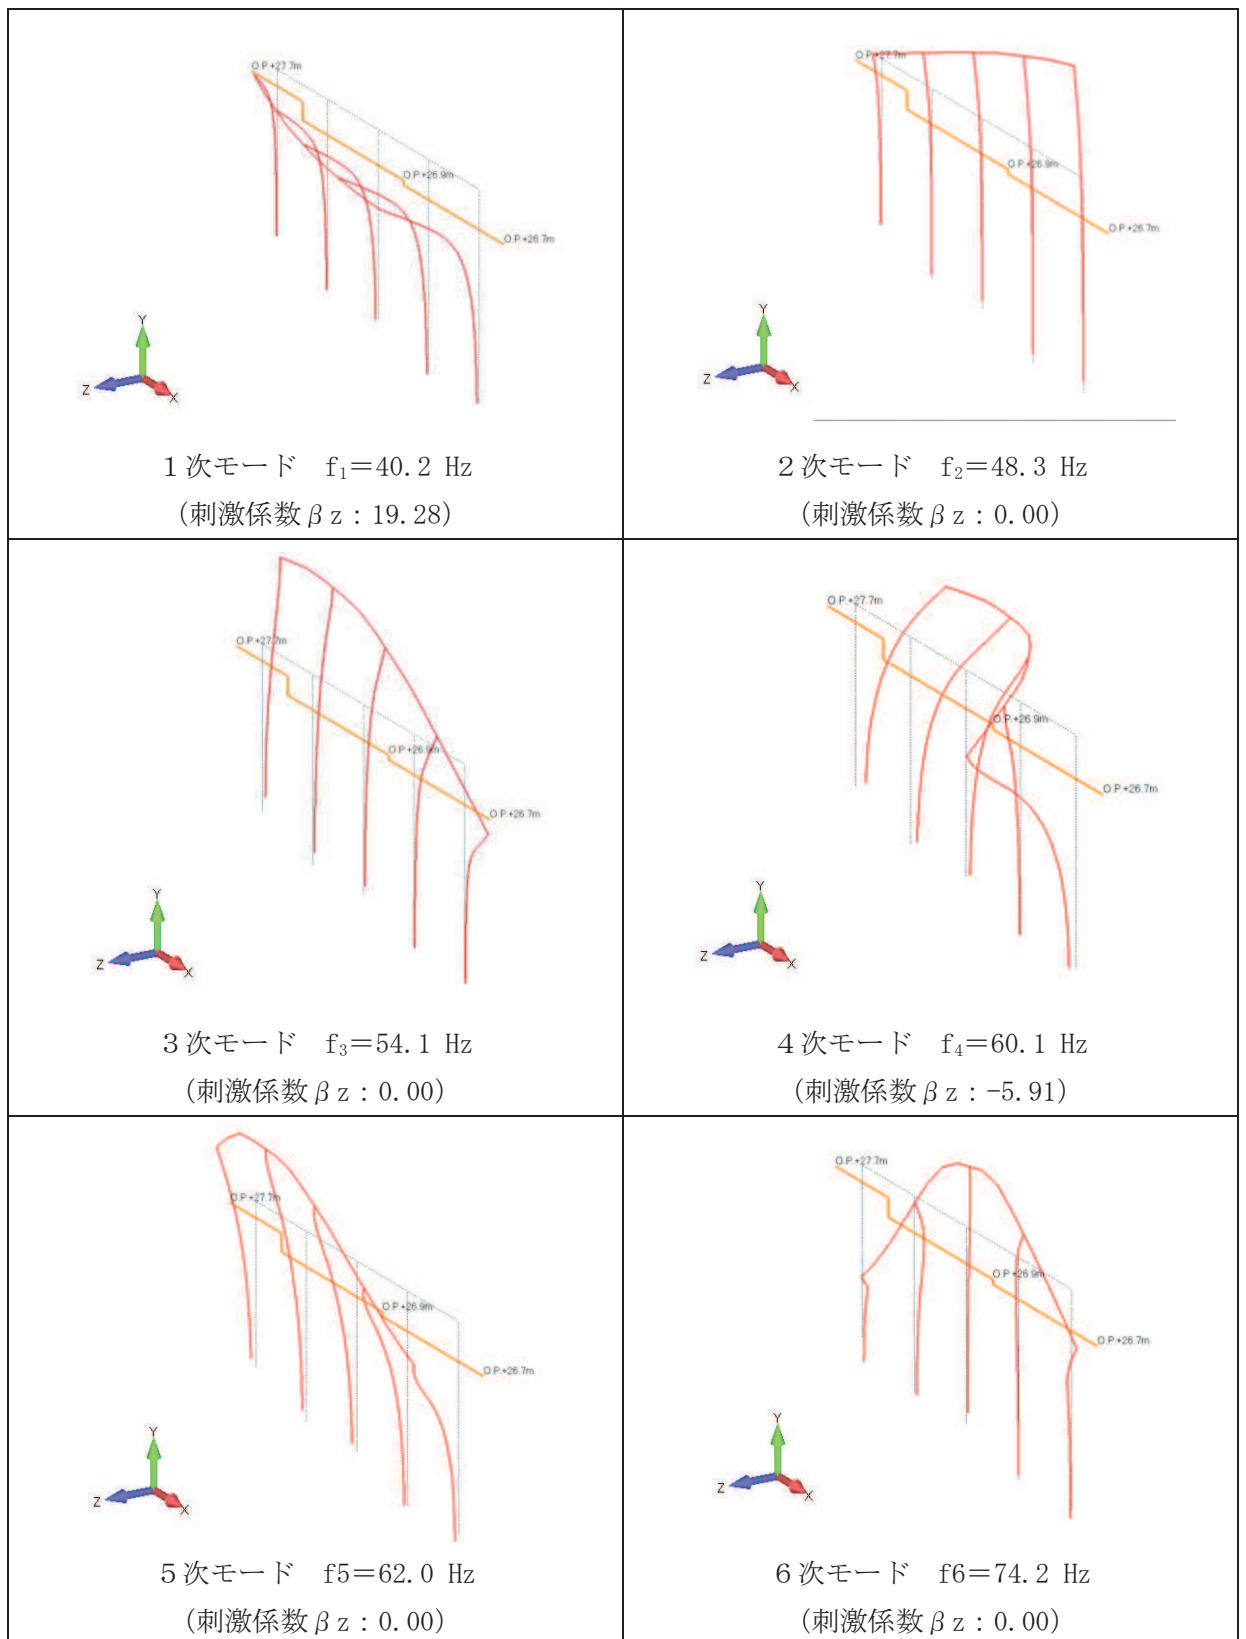 O.P.+27.7m
O.P.+26.9m
O.P.+26.7m
Y
Z
X
1次モード f₁=40.2 Hz
(刺激係数βz:19.28)
O.P.+27.7m
O.P.+26.9m
O.P.+26.7m
Y
Z
X
2次モード f₂=48.3 Hz
(刺激係数βz:0.00)
O.P.+27.7m
O.P.+26.9m
O.P.+26.7m
Y
Z
X
3次モード f₃=54.1 Hz
(刺激係数βz:0.00)
O.P.+27.7m
O.P.+26.9m
O.P.+26.7m
Y
Z
X
4次モード f₄=60.1 Hz
(刺激係数βz:-5.91)
O.P.+27.7m
O.P.+26.9m
O.P.+26.7m
Y
Z
X
5次モード f5=62.0 Hz
(刺激係数βz:0.00)
O.P.+27.7m
O.P.+26.9m
O.P.+26.7m
Y
Z
X
6次モード f6=74.2 Hz
(刺激係数βz:0.00)